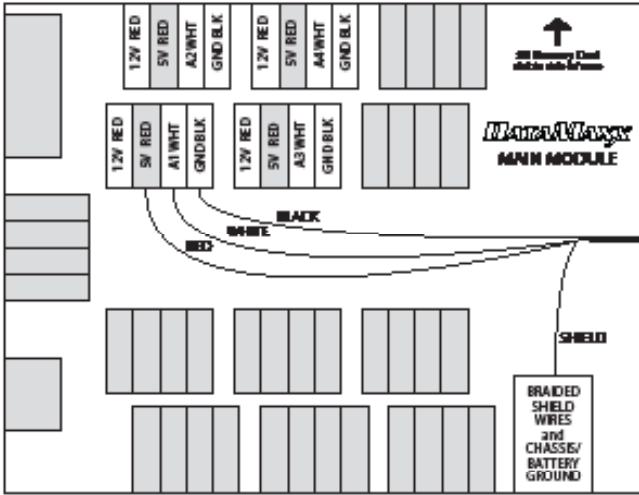 12V RED
5V RED
A2 WHT
GND BLK
12V RED
5V RED
A4 WHT
GND BLK
12V RED
5V RED
A1 WHT
GND BLK
12V RED
5V RED
A3 WHT
GND BLK
DATAMAXX
MAIN MODULE
BLACK
WHITE
RED
SHIELD
BRAIDED
SHIELD
WIRES
and
CHASSIS/
BATTERY
GROUND